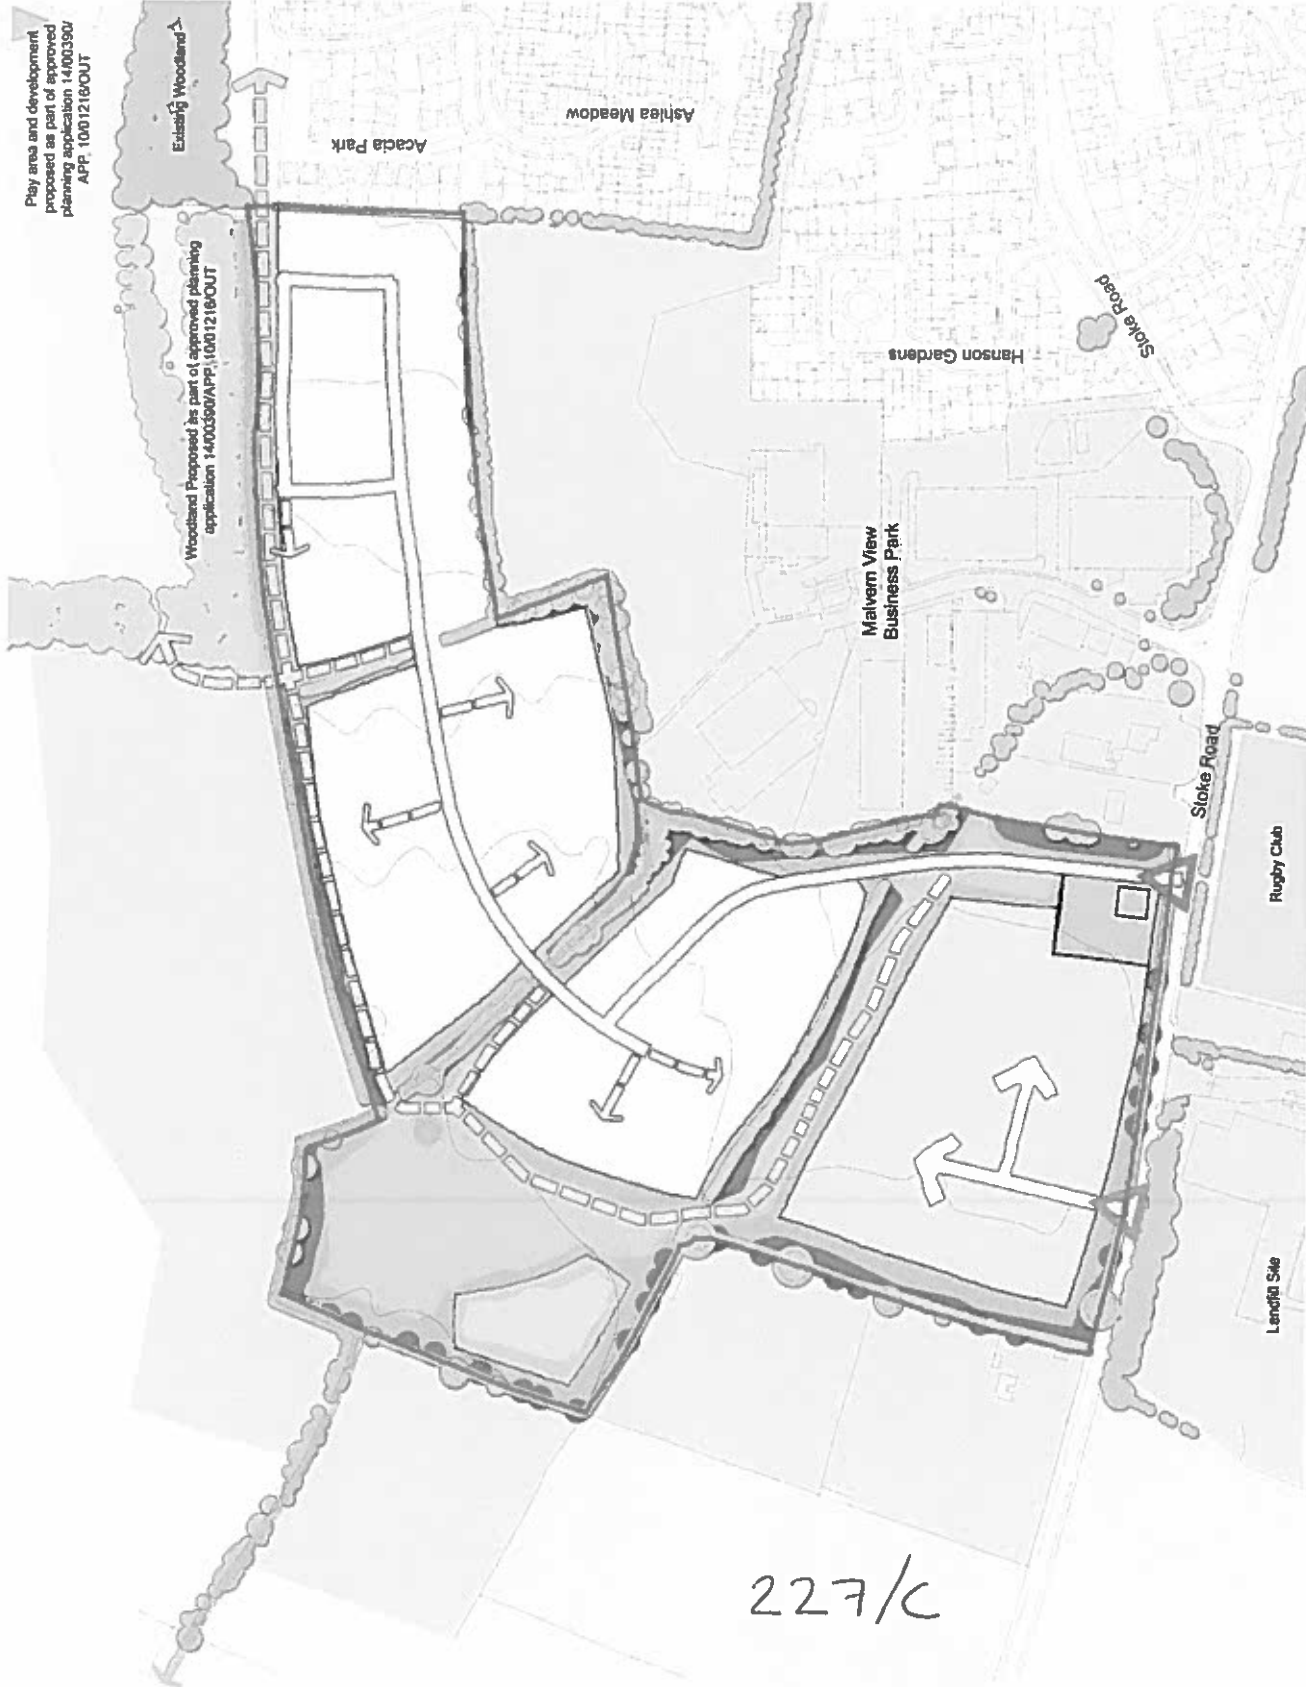 Play area and development
proposed as part of approved
planning application 14/00390/
APP, 10/01216/OUT
Existing Woodland
Woodland Proposed as part of approved planning
application 14/00390/APP, 10/01216/OUT
Acacia Park
Ashlea Meadow
Hanson Gardens
Stoke Road
Malvern View
Business Park
Stoke Road
Rugby Club
Landfill Site
227/C